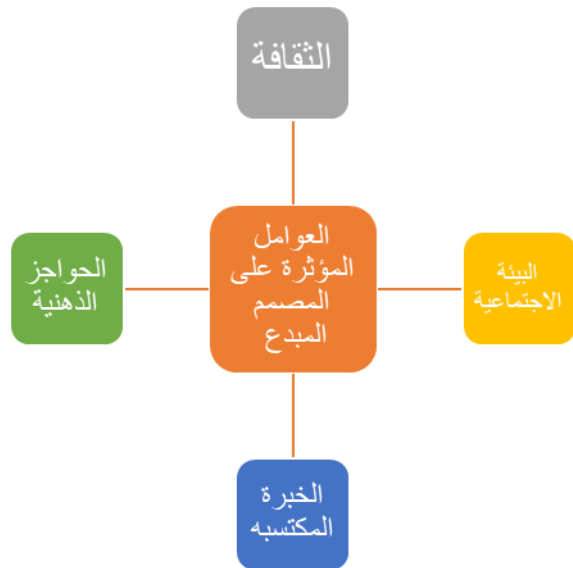 الثقافة
العوامل
المؤثرة على
المصمم
المبدع
البيئة
الاجتماعية
الحواجز
الذهنية
الخبرة
المكتسبه